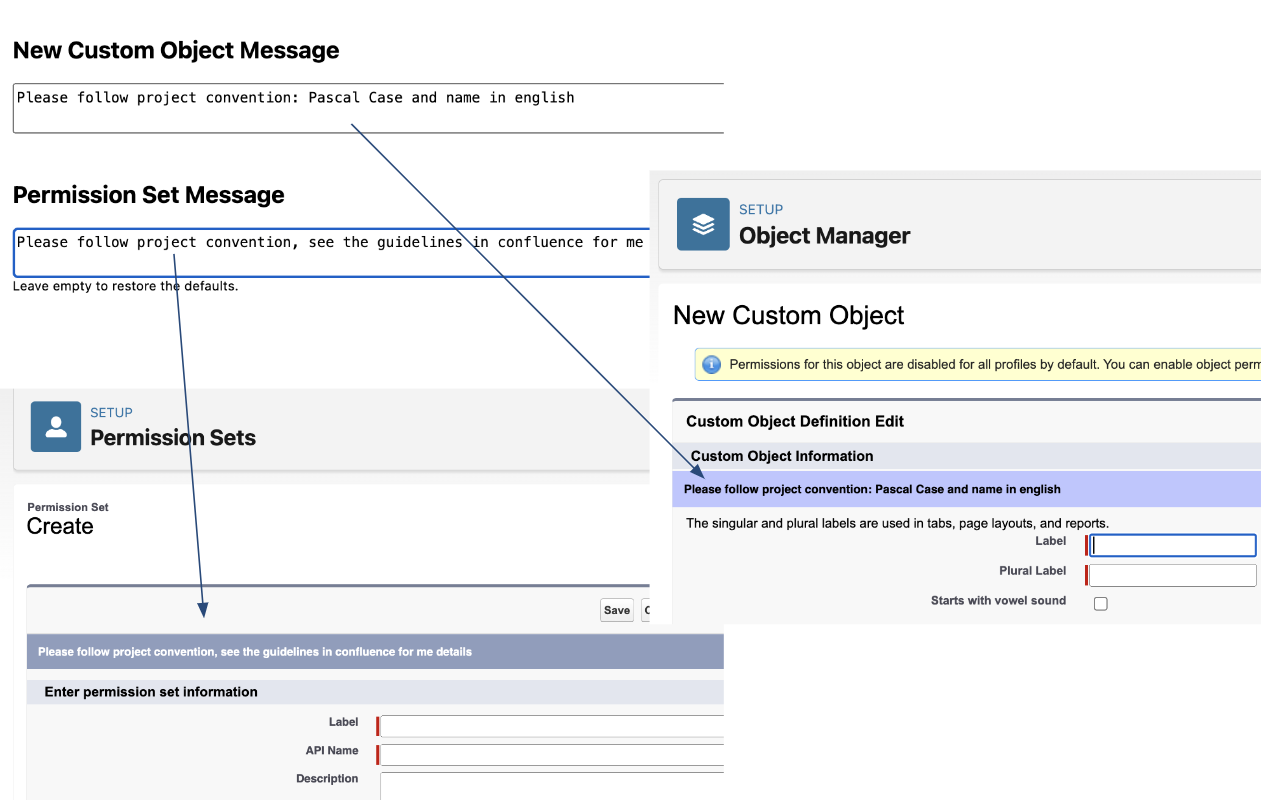 New Custom Object Message
Please follow project convention: Pascal Case and name in english
Permission Set Message
Please follow project convention, see the guidelines in confluence for me
Leave empty to restore the defaults.
SETUP
Permission Sets
Permission Set
Create
Save
Please follow project convention, see the guidelines in confluence for me details
Enter permission set information
Label
API Name
Description
SETUP
Object Manager
New Custom Object
Permissions for this object are disabled for all profiles by default. You can enable object perm
Custom Object Definition Edit
Custom Object Information
Please follow project convention: Pascal Case and name in english
The singular and plural labels are used in tabs, page layouts, and reports.
Label
Plural Label
Starts with vowel sound